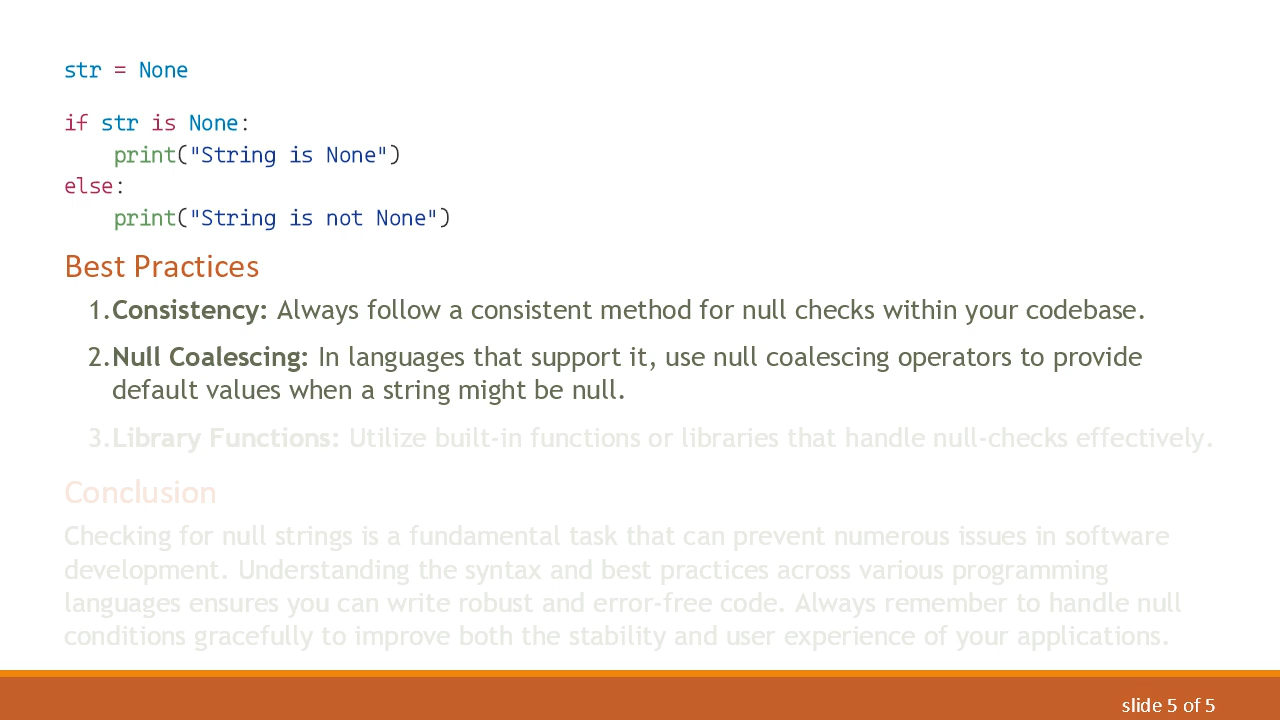 str = None
if str is None:
    print("String is None")
else:
    print("String is not None")
Best Practices
1.Consistency: Always follow a consistent method for null checks within your codebase.
2.Null Coalescing: In languages that support it, use null coalescing operators to provide
default values when a string might be null.
3.Library Functions: Utilize built-in functions or libraries that handle null-checks effectively.
Conclusion
Checking for null strings is a fundamental task that can prevent numerous issues in software
development. Understanding the syntax and best practices across various programming
languages ensures you can write robust and error-free code. Always remember to handle null
conditions gracefully to improve both the stability and user experience of your applications.
slide 5 of 5